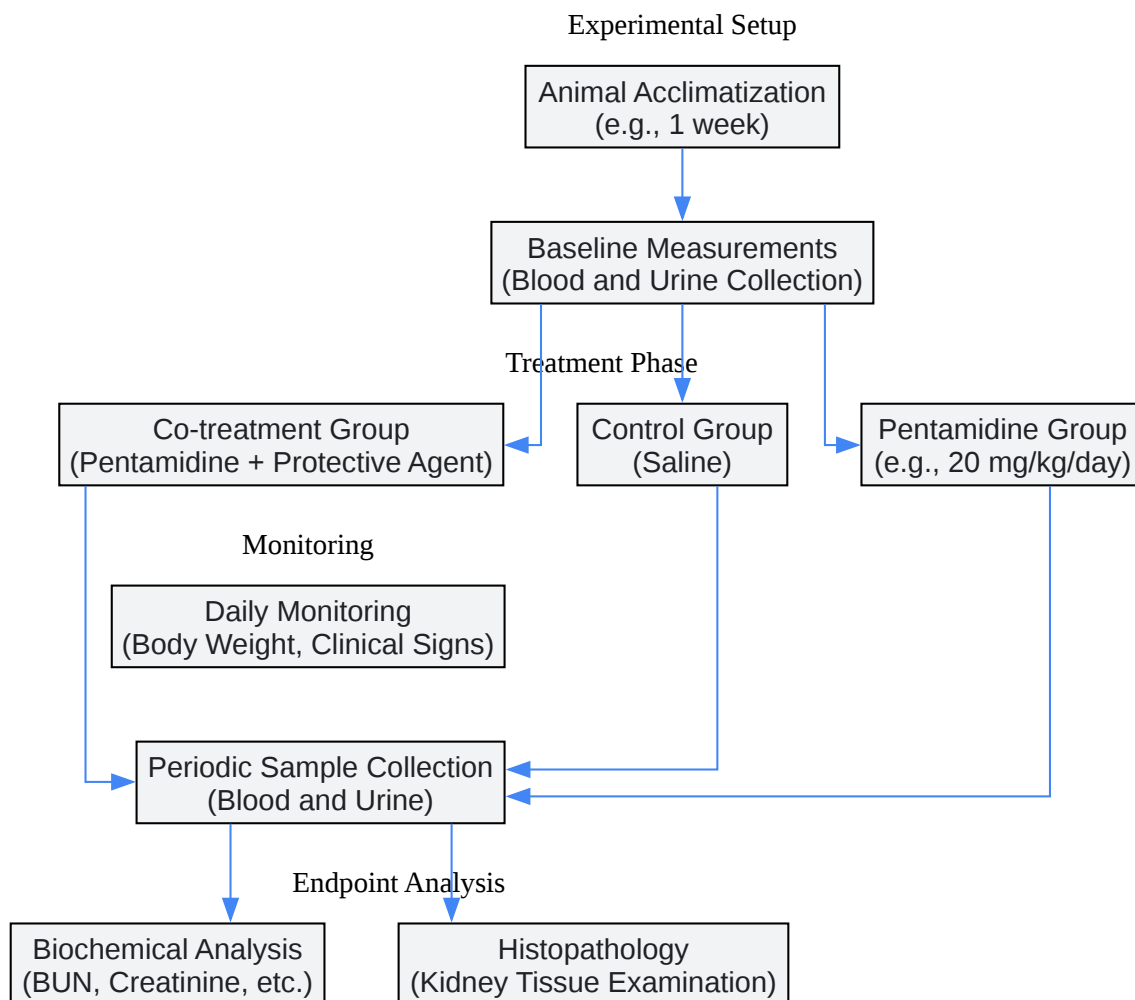 Experimental Setup
Animal Acclimatization
(e.g., 1 week)
Baseline Measurements
(Blood and Urine Collection)
Treatment Phase
Co-treatment Group
(Pentamidine + Protective Agent)
Control Group
(Saline)
Pentamidine Group
(e.g., 20 mg/kg/day)
Monitoring
Daily Monitoring
(Body Weight, Clinical Signs)
Periodic Sample Collection
(Blood and Urine)
Endpoint Analysis
Biochemical Analysis
(BUN, Creatinine, etc.)
Histopathology
(Kidney Tissue Examination)